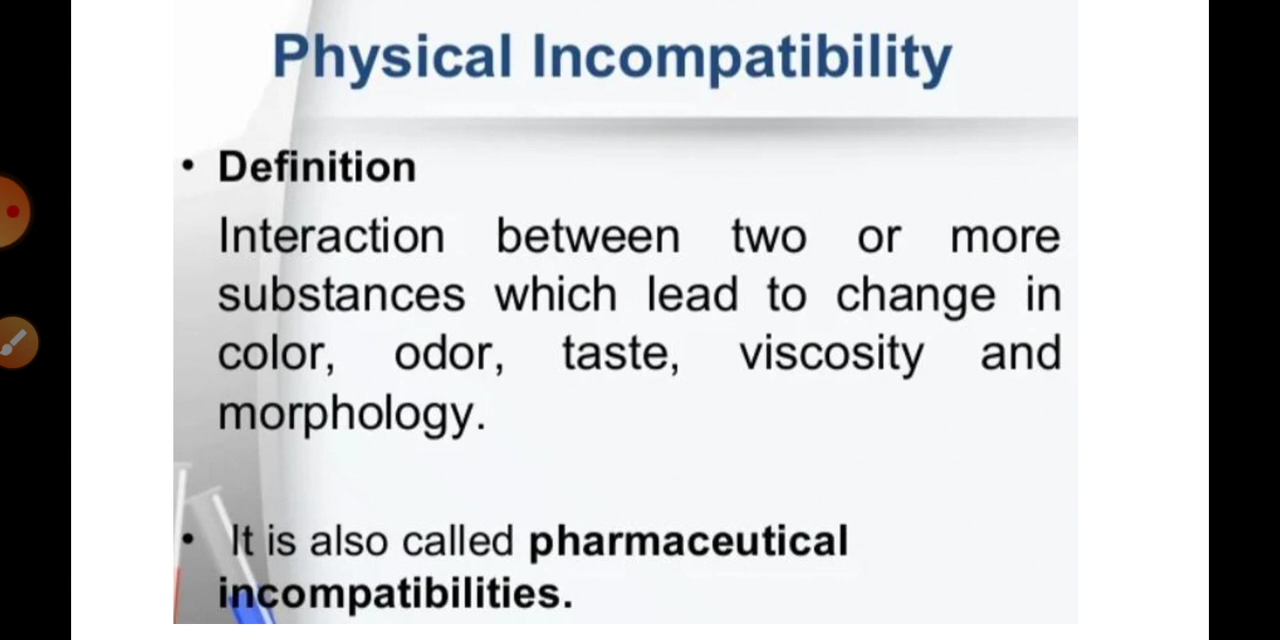 Physical Incompatibility
• Definition
Interaction between two or more
substances which lead to change in
color, odor, taste, viscosity and
morphology.
• It is also called pharmaceutical
incompatibilities.